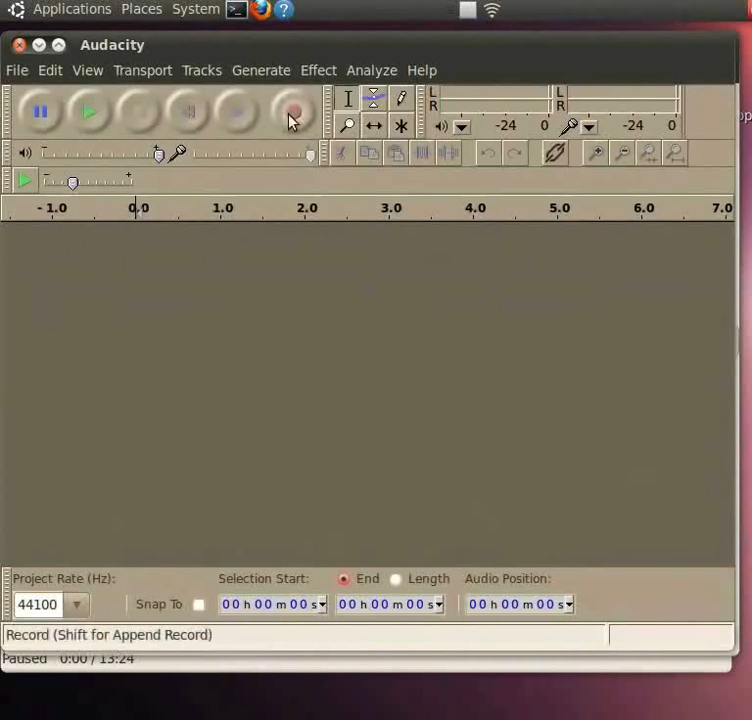 Applications Places System
Audacity
File Edit View Transport Tracks Generate Effect Analyze Help
L
R
L
R
-24 0
-24 0
- +
- +
- 1.0 0.0 1.0 2.0 3.0 4.0 5.0 6.0 7.0
Project Rate (Hz):
Selection Start:
End
Length
Audio Position:
44100
Snap To
00 h 00 m 00 s
00 h 00 m 00 s
00 h 00 m 00 s
Record (Shift for Append Record)
Paused 0:00 / 13:24